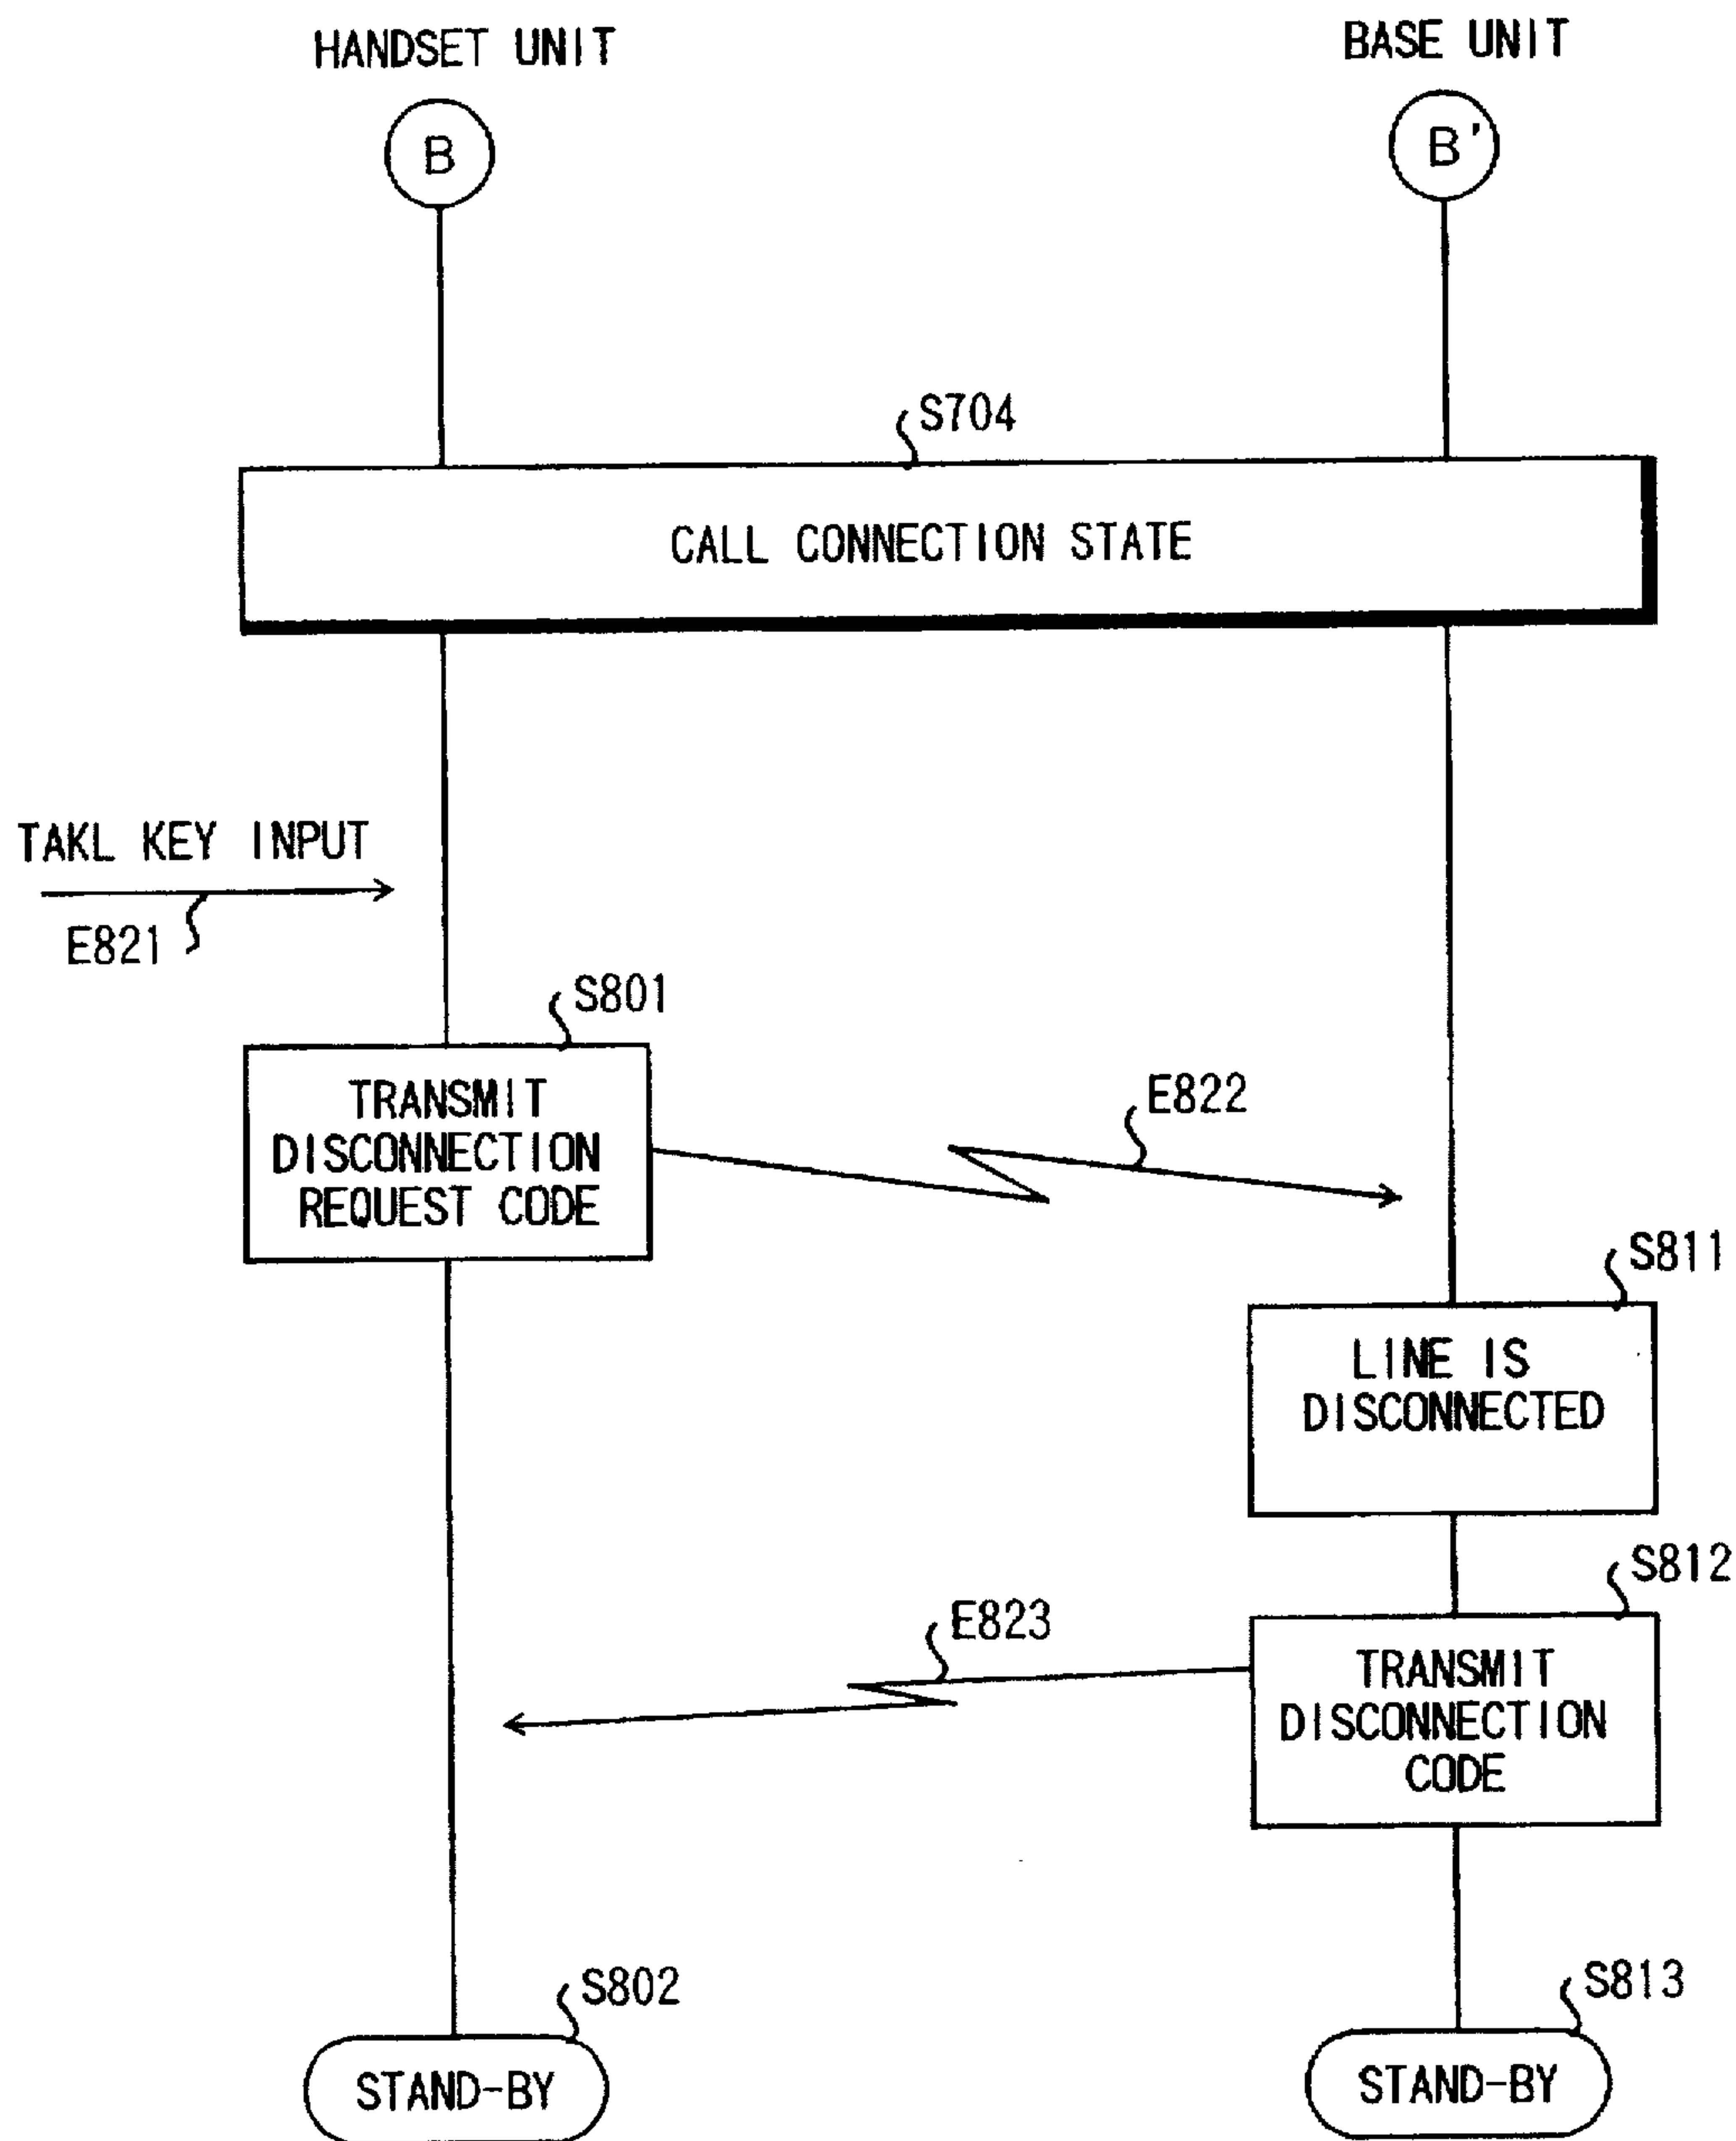 HANDSET UNIT
BASE UNIT
B
B'
S704
CALL CONNECTION STATE
TAKL KEY INPUT
E821
S801
TRANSMIT
DISCONNECTION
REQUEST CODE
E822
S811
LINE IS
DISCONNECTED
S812
E823
TRANSMIT
DISCONNECTION
CODE
S802
S813
STAND-BY
STAND-BY